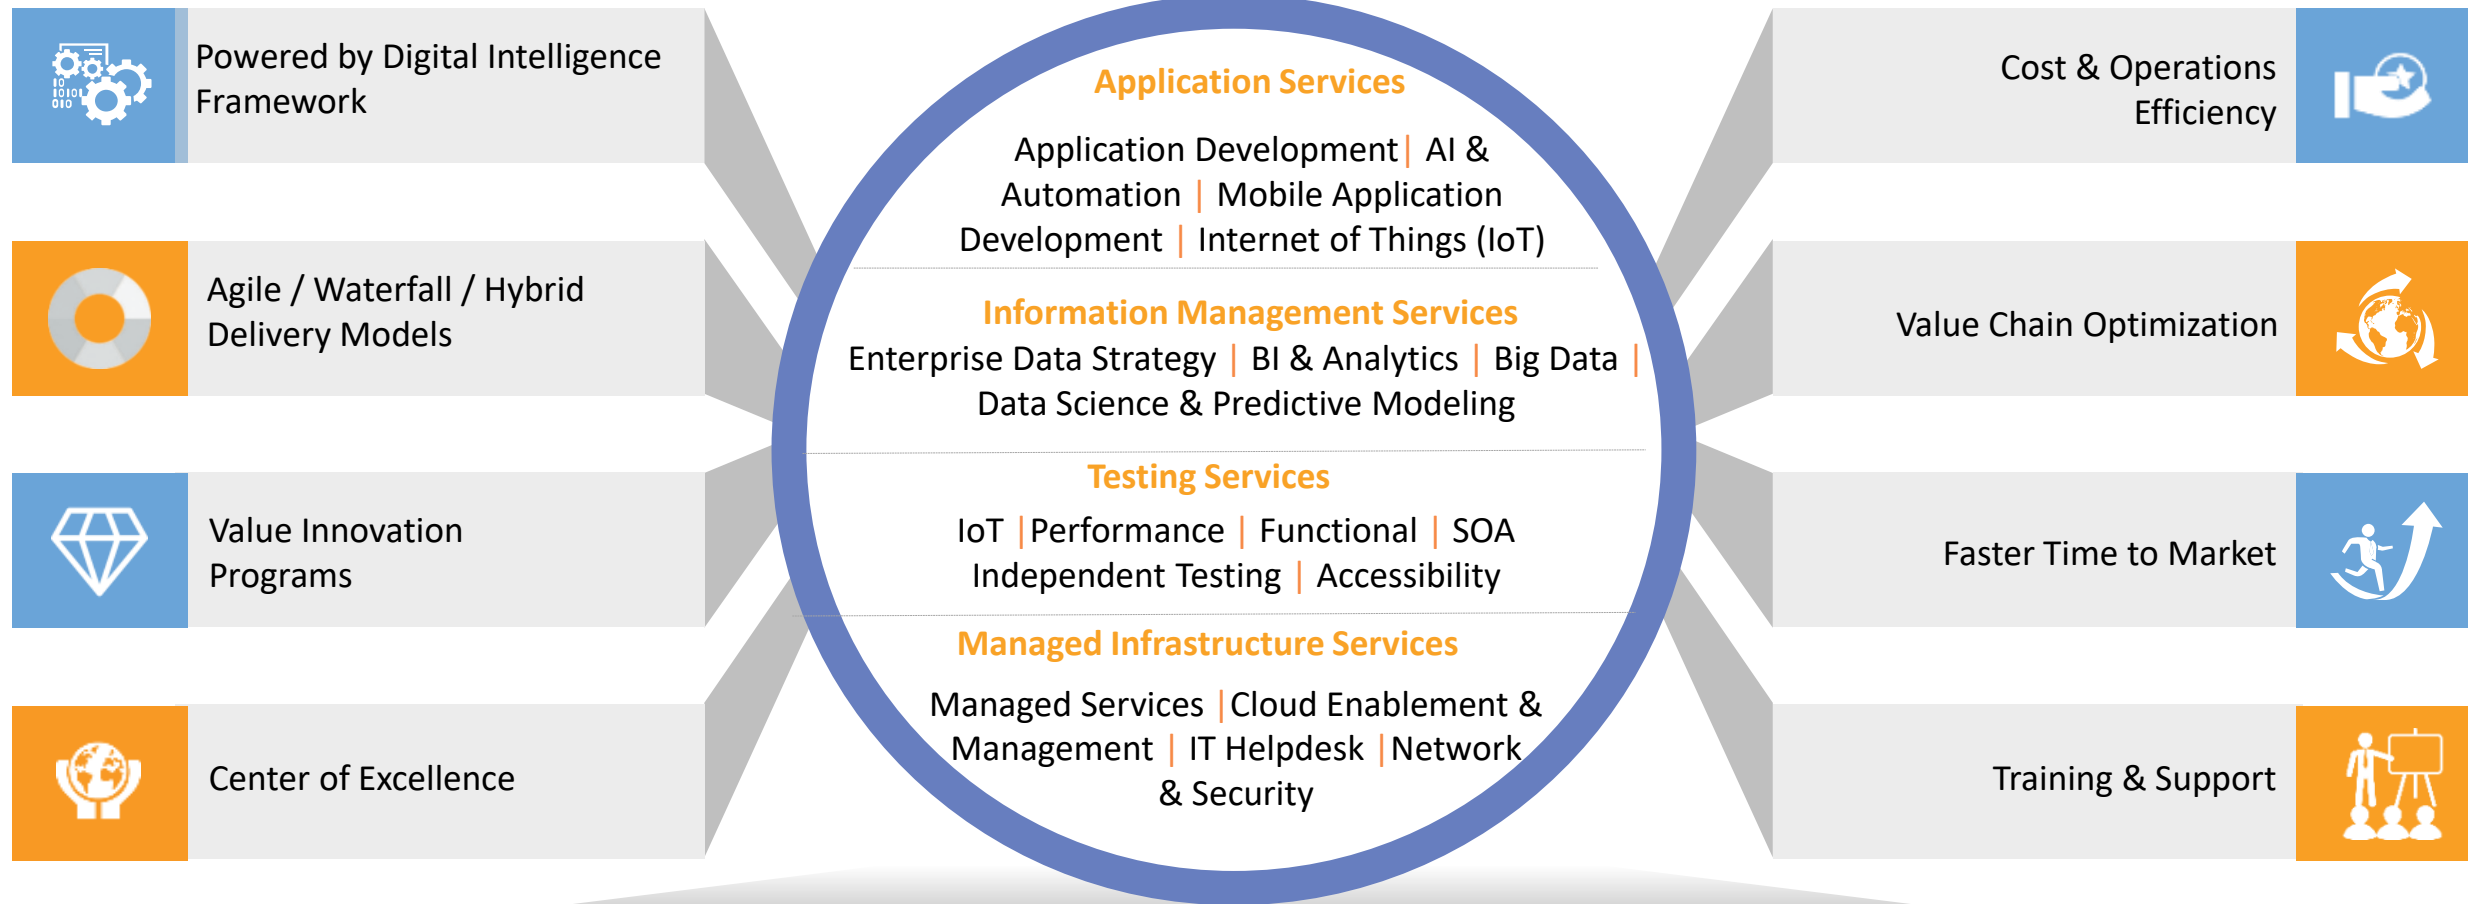 Powered by Digital Intelligence
Framework
Agile / Waterfall / Hybrid
Delivery Models
Value Innovation
Programs
Center of Excellence
Application Services
Application Development| AI &
Automation | Mobile Application
Development | Internet of Things (IoT)
Information Management Services
Enterprise Data Strategy | BI & Analytics | Big Data |
Data Science & Predictive Modeling
Testing Services
IoT |Performance | Functional | SOA
Independent Testing | Accessibility
Managed Infrastructure Services
Managed Services |Cloud Enablement &
Management | IT Helpdesk |Network
& Security
Cost & Operations
Efficiency
Value Chain Optimization
Faster Time to Market
Training & Support